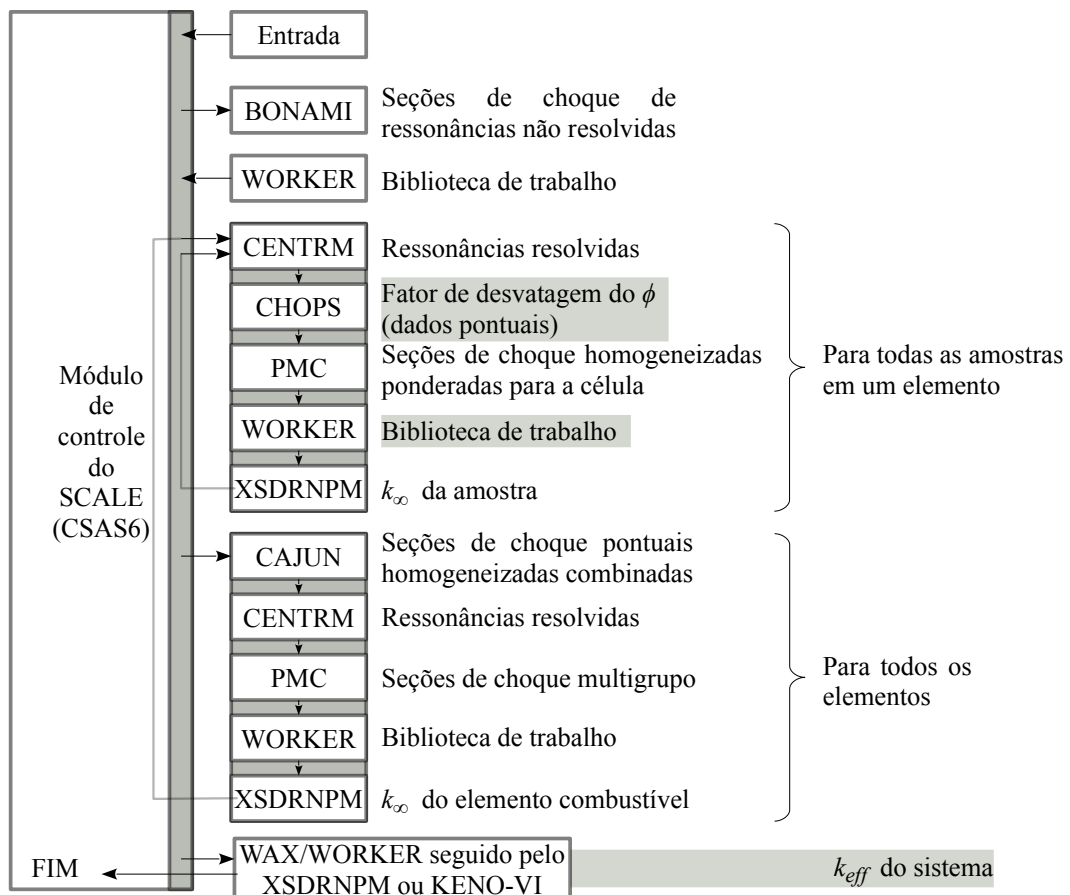 Entrada
BONAMI
Seções de choque de
ressonâncias não resolvidas
WORKER
Biblioteca de trabalho
CENTRM
Ressonâncias resolvidas
CHOPS
Fator de desvatagem do ϕ
(dados pontuais)
PMC
Seções de choque homogeneizadas
ponderadas para a célula
WORKER
Biblioteca de trabalho
XSDRNPM
k∞ da amostra
Para todas as amostras
em um elemento
Módulo
de
controle
do
SCALE
(CSAS6)
CAJUN
Seções de choque pontuais
homogeneizadas combinadas
CENTRM
Ressonâncias resolvidas
PMC
Seções de choque multigrupo
WORKER
Biblioteca de trabalho
XSDRNPM
k∞ do elemento combustível
Para todos os
elementos
FIM
WAX/WORKER seguido pelo
XSDRNPM ou KENO-VI
keff do sistema